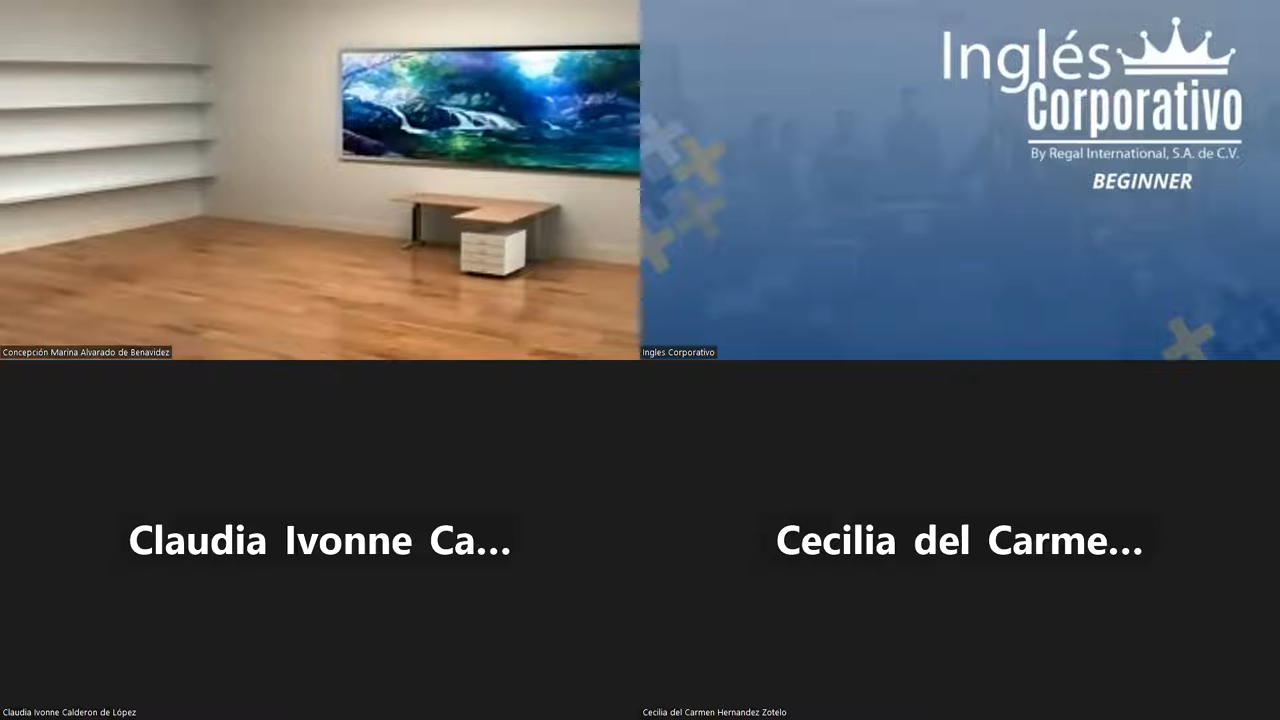 Inglés
Corporativo
By Regal International, S.A. de C.V.
BEGINNER
Concepción Marina Alvarado de Benavidez
Ingles Corporativo
Claudia Ivonne Ca...
Cecilia del Carme...
Claudia Ivonne Calderon de López
Cecilia del Carmen Hernandez Zotelo